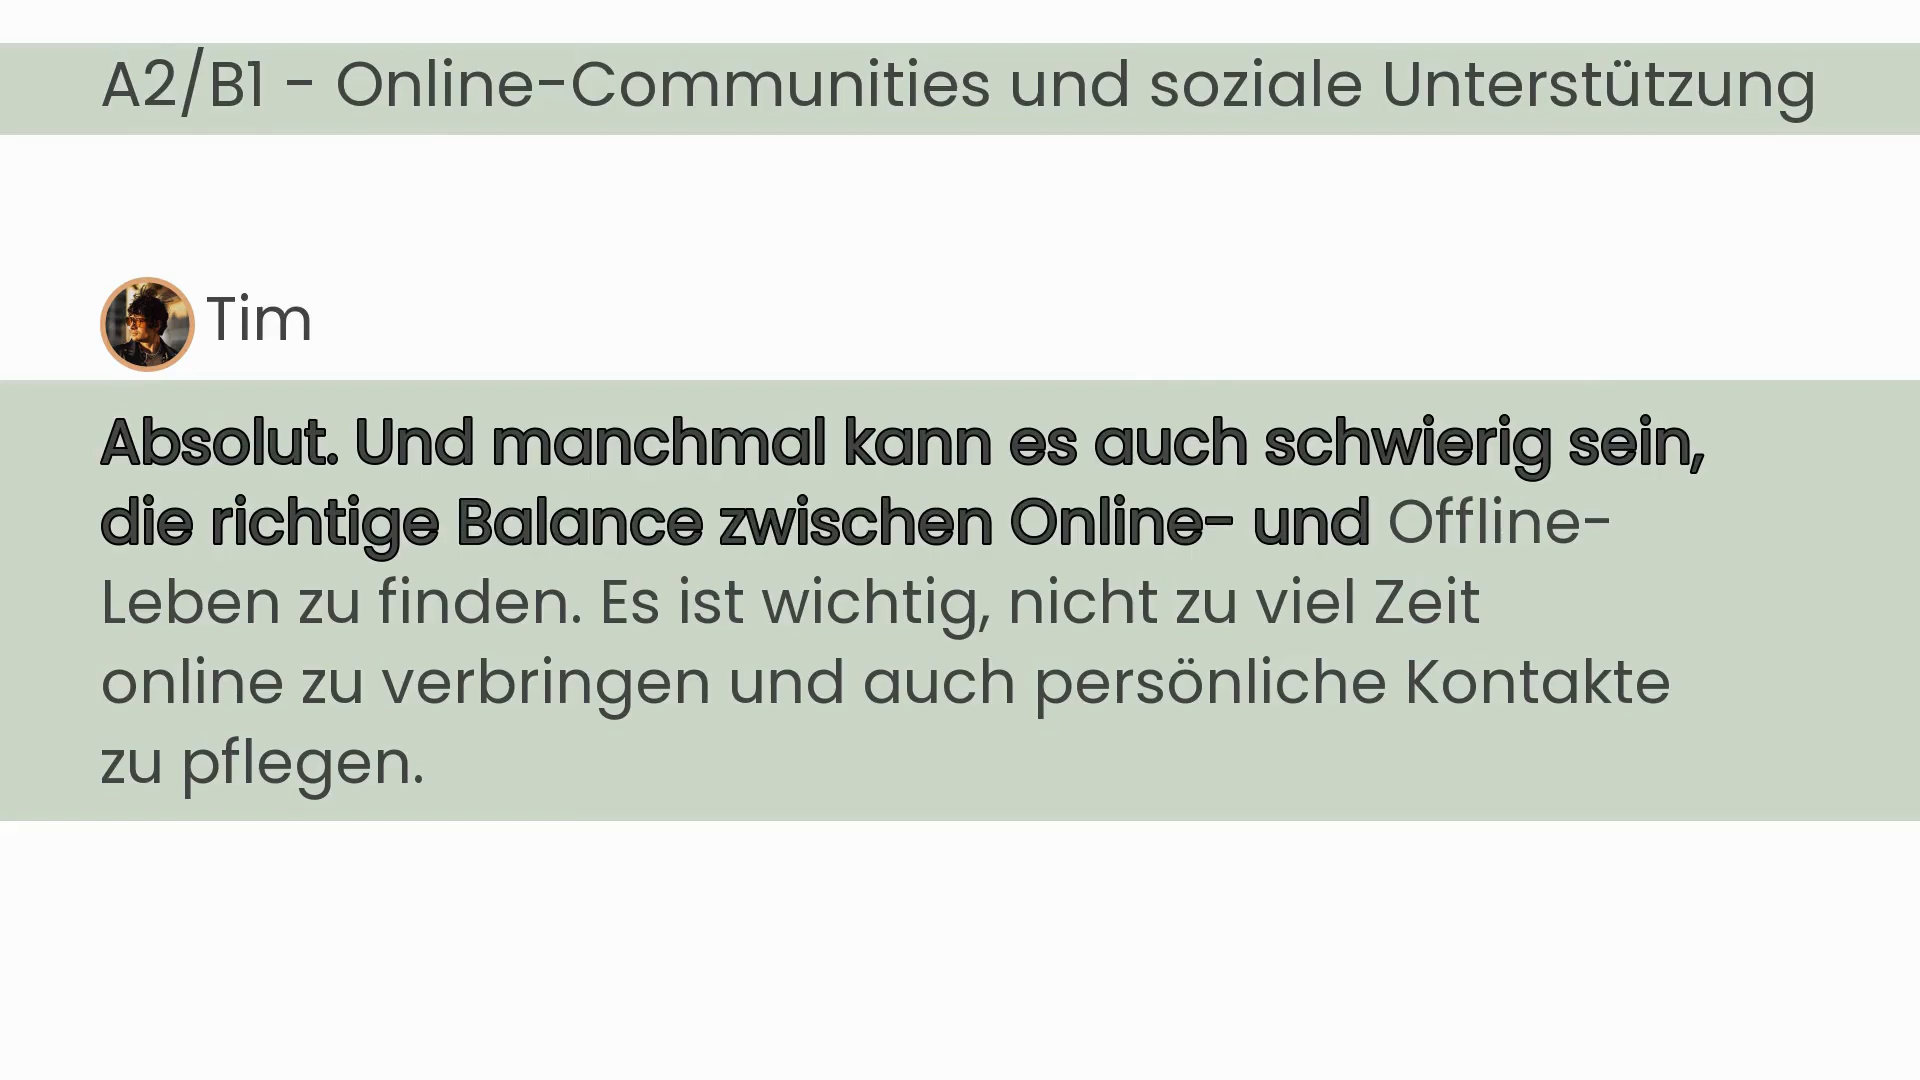 A2/B1 - Online-Communities und soziale Unterstützung
Tim
Absolut. Und manchmal kann es auch schwierig sein,
die richtige Balance zwischen Online- und Offline-
Leben zu finden. Es ist wichtig, nicht zu viel Zeit
online zu verbringen und auch persönliche Kontakte
zu pflegen.